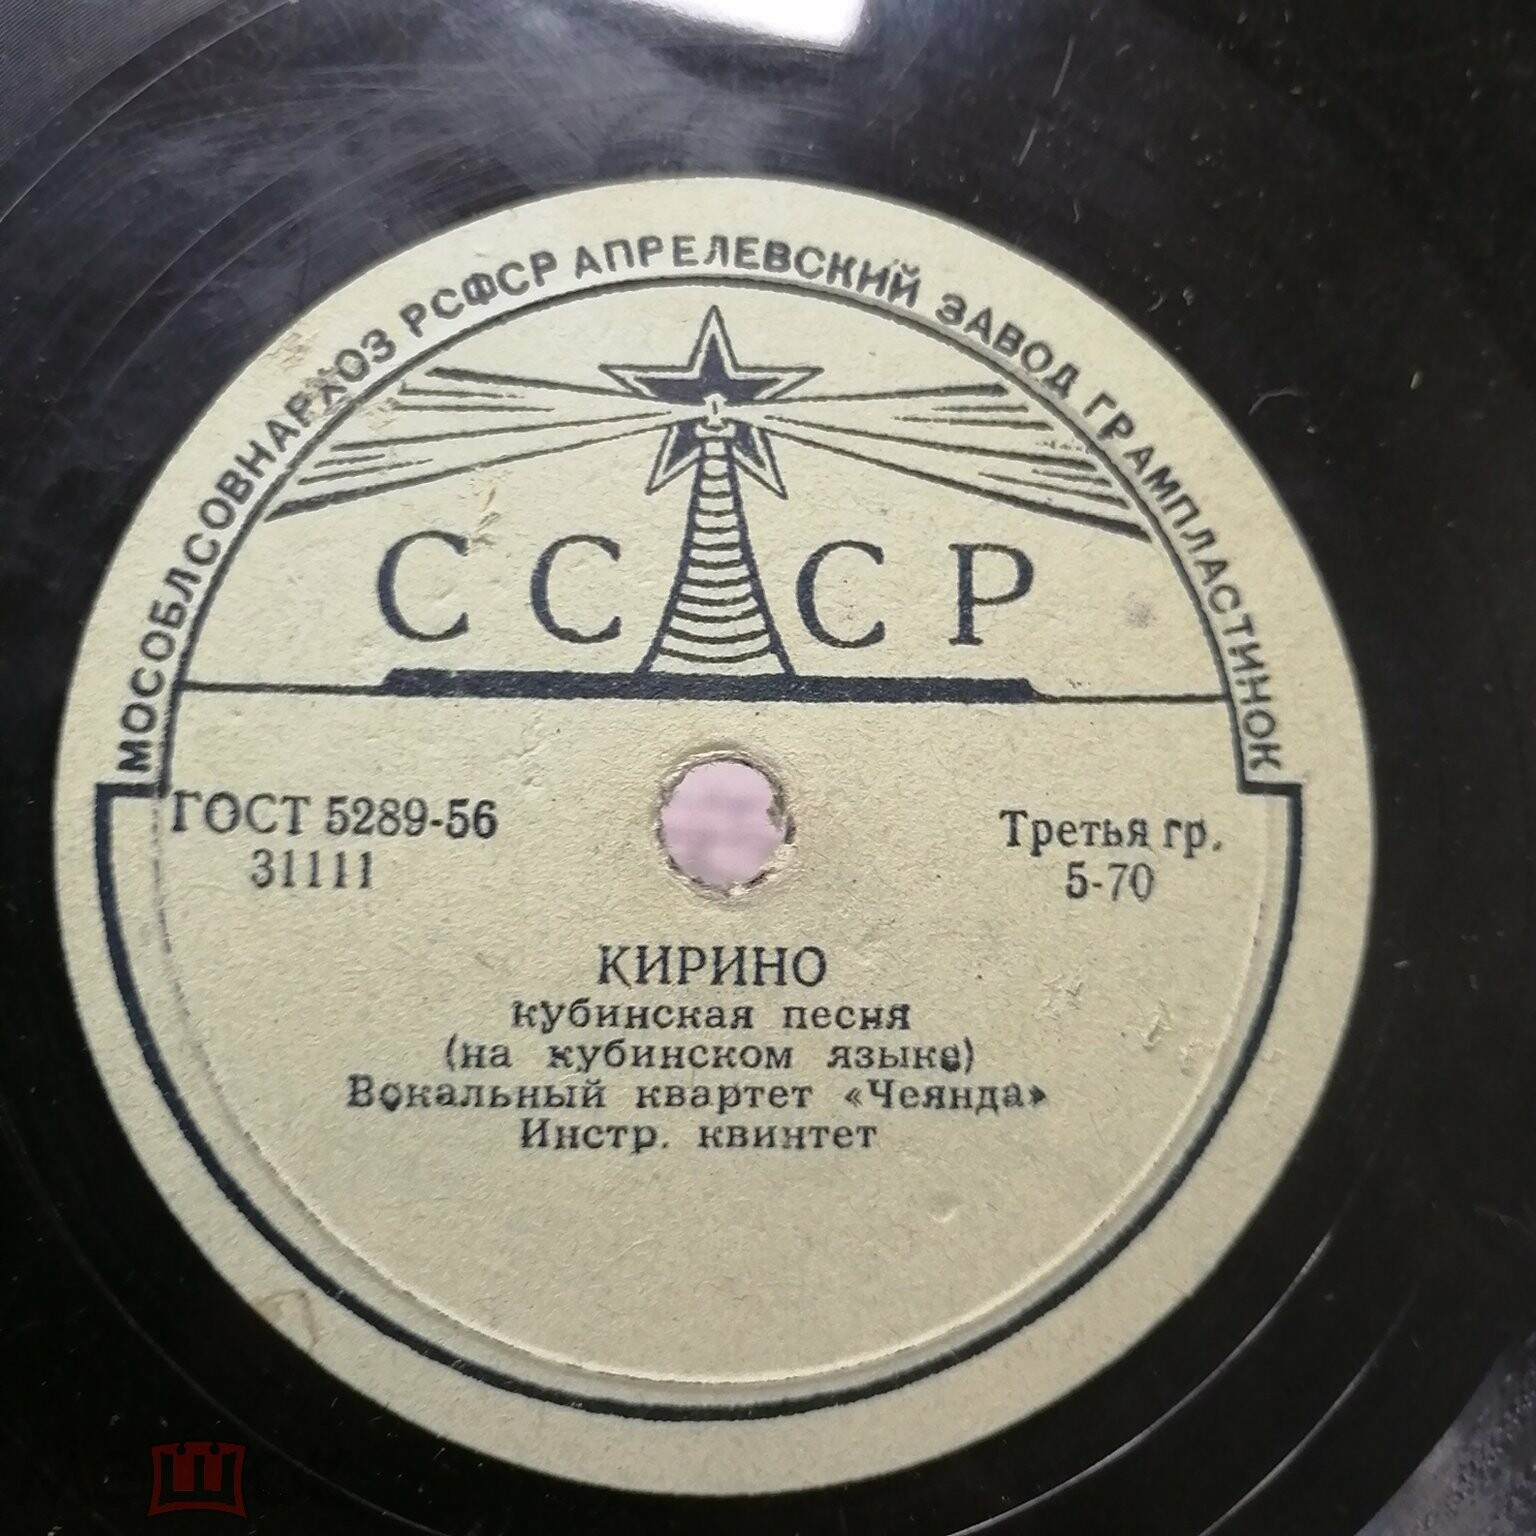 МОСОБЛСОВНАРХОЗ РСФСР АПРЕЛЕВСКИЙ ЗАВОД ГРАМПЛАСТИНОК
СССР
ГОСТ 5289-56
31111
Третья гр.
5-70
КИРИНО
кубинская песня
(на кубинском языке)
Вокальный квартет «Чеянда»
Инстр. квинтет